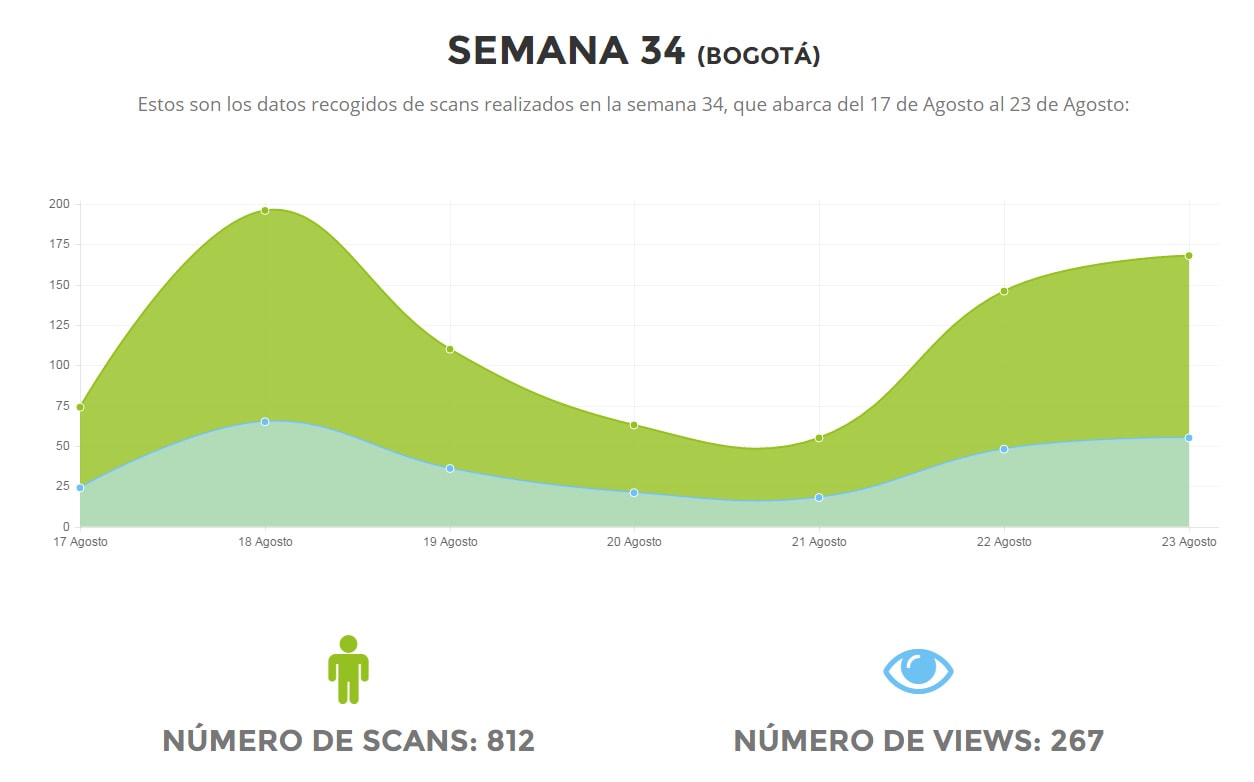 SEMANA 34 (BOGOTÁ)
Estos son los datos recogidos de scans realizados en la semana 34, que abarca del 17 de Agosto al 23 de Agosto:
200
175
150
125
100
75
50
25
0
17 Agosto 18 Agosto 19 Agosto 20 Agosto 21 Agosto 22 Agosto 23 Agosto
NÚMERO DE SCANS: 812 NÚMERO DE VIEWS: 267